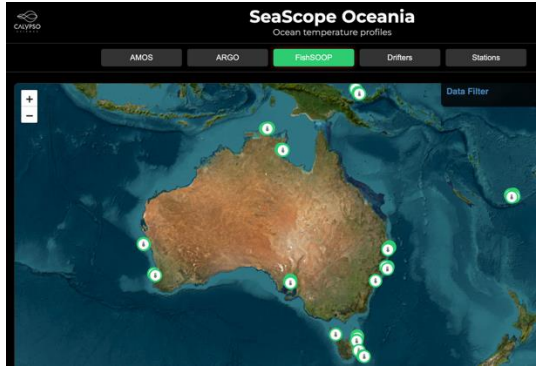 SeaScope Oceania
CALYPSO
Ocean temperature profiles
AMOS
ARGO
FishSOOP
Drifters
Stations
+
−
Data Filter